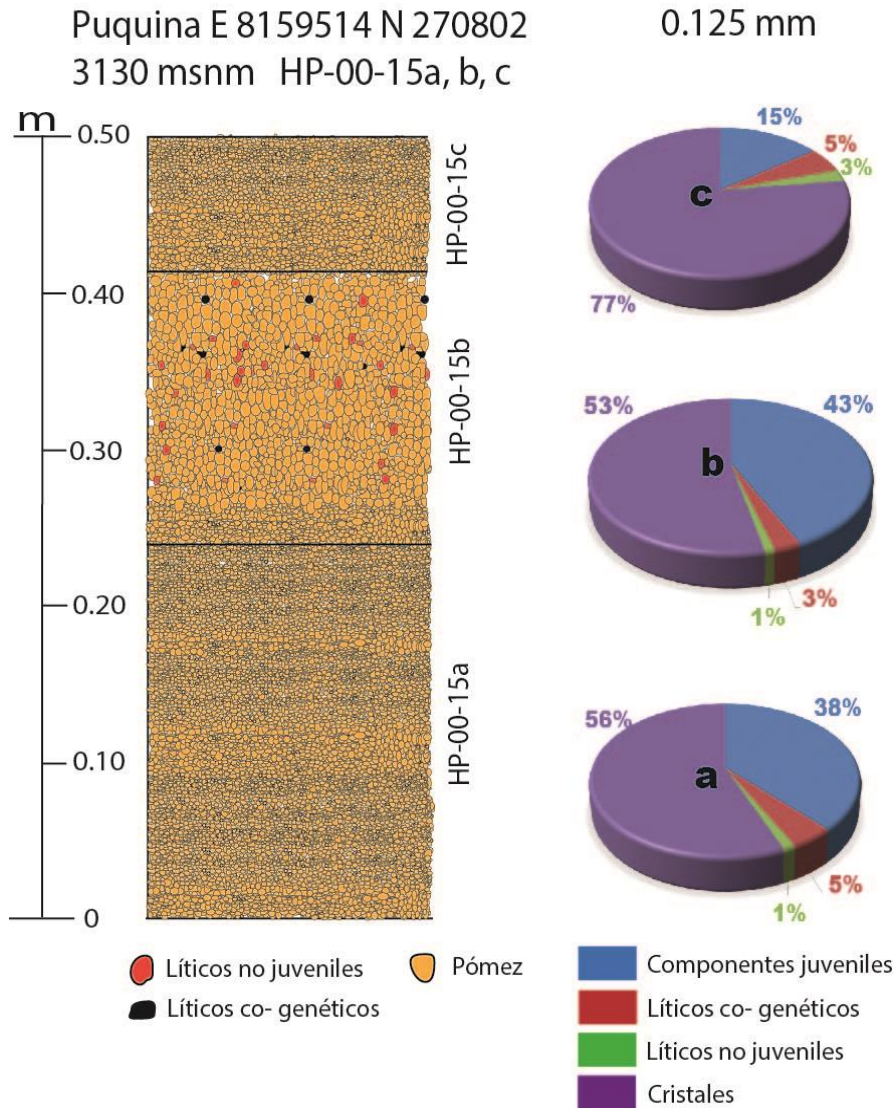 Puquina E 8159514 N 270802
3130 msnm HP-00-15a, b, c
0.125 mm
m
0.50
0.40
0.30
0.20
0.10
0
HP-00-15c
HP-00-15b
HP-00-15a
15%
5%
3%
c
77%
53%
43%
b
3%
1%
56%
38%
a
5%
1%
Líticos no juveniles
Pómez
Líticos co- genéticos
Componentes juveniles
Líticos co- genéticos
Líticos no juveniles
Cristales